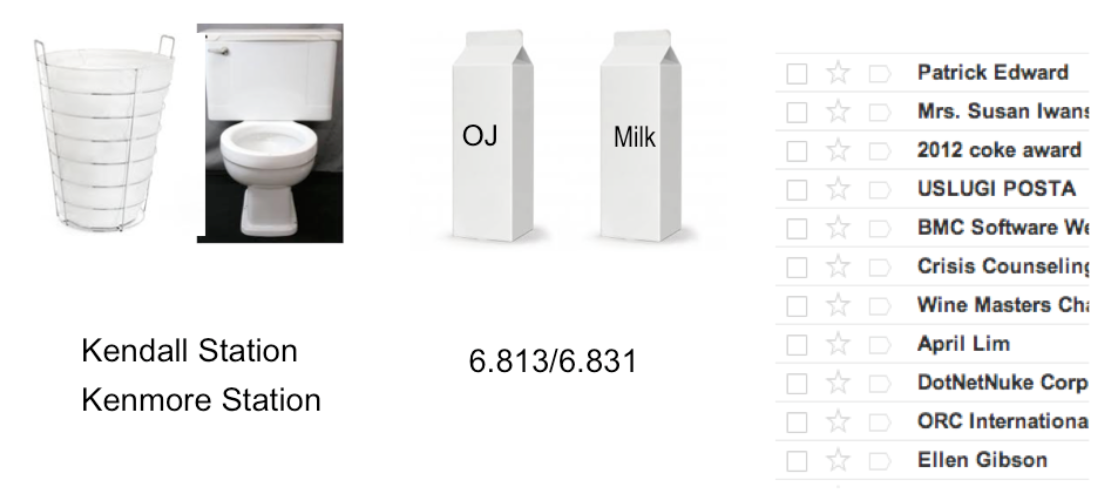 OJ
Milk
Kendall Station
Kenmore Station
6.813/6.831
Patrick Edward
Mrs. Susan Iwans
2012 coke award
USLUGI POSTA
BMC Software We
Crisis Counseling
Wine Masters Cha
April Lim
DotNetNuke Corp
ORC Internationa
Ellen Gibson